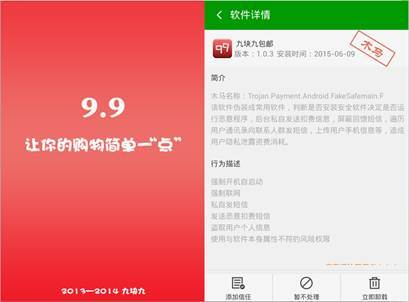 9.9
让你的购物简单一“点”
2013—2014 九块九
软件详情
九块九包邮
版本：1.0.3 安装时间：2015-06-09
木马
简介
木马名称：Trojan.Payment.Android.FakeSafemain.F
该软件伪装成常用软件，判断是否安装安全软件决定是否运
行恶意程序，后台私自发送扣费信息，屏蔽回馈短信，遍历
用户通讯录向联系人群发短信，上传用户手机信息等，造成
用户隐私泄露资费消耗。
行为描述
强制开机自启动
强制联网
私自发短信
发送恶意扣费短信
盗取用户个人信息
使用与软件本身属性不符的风险权限
添加信任
暂不处理
立即卸载